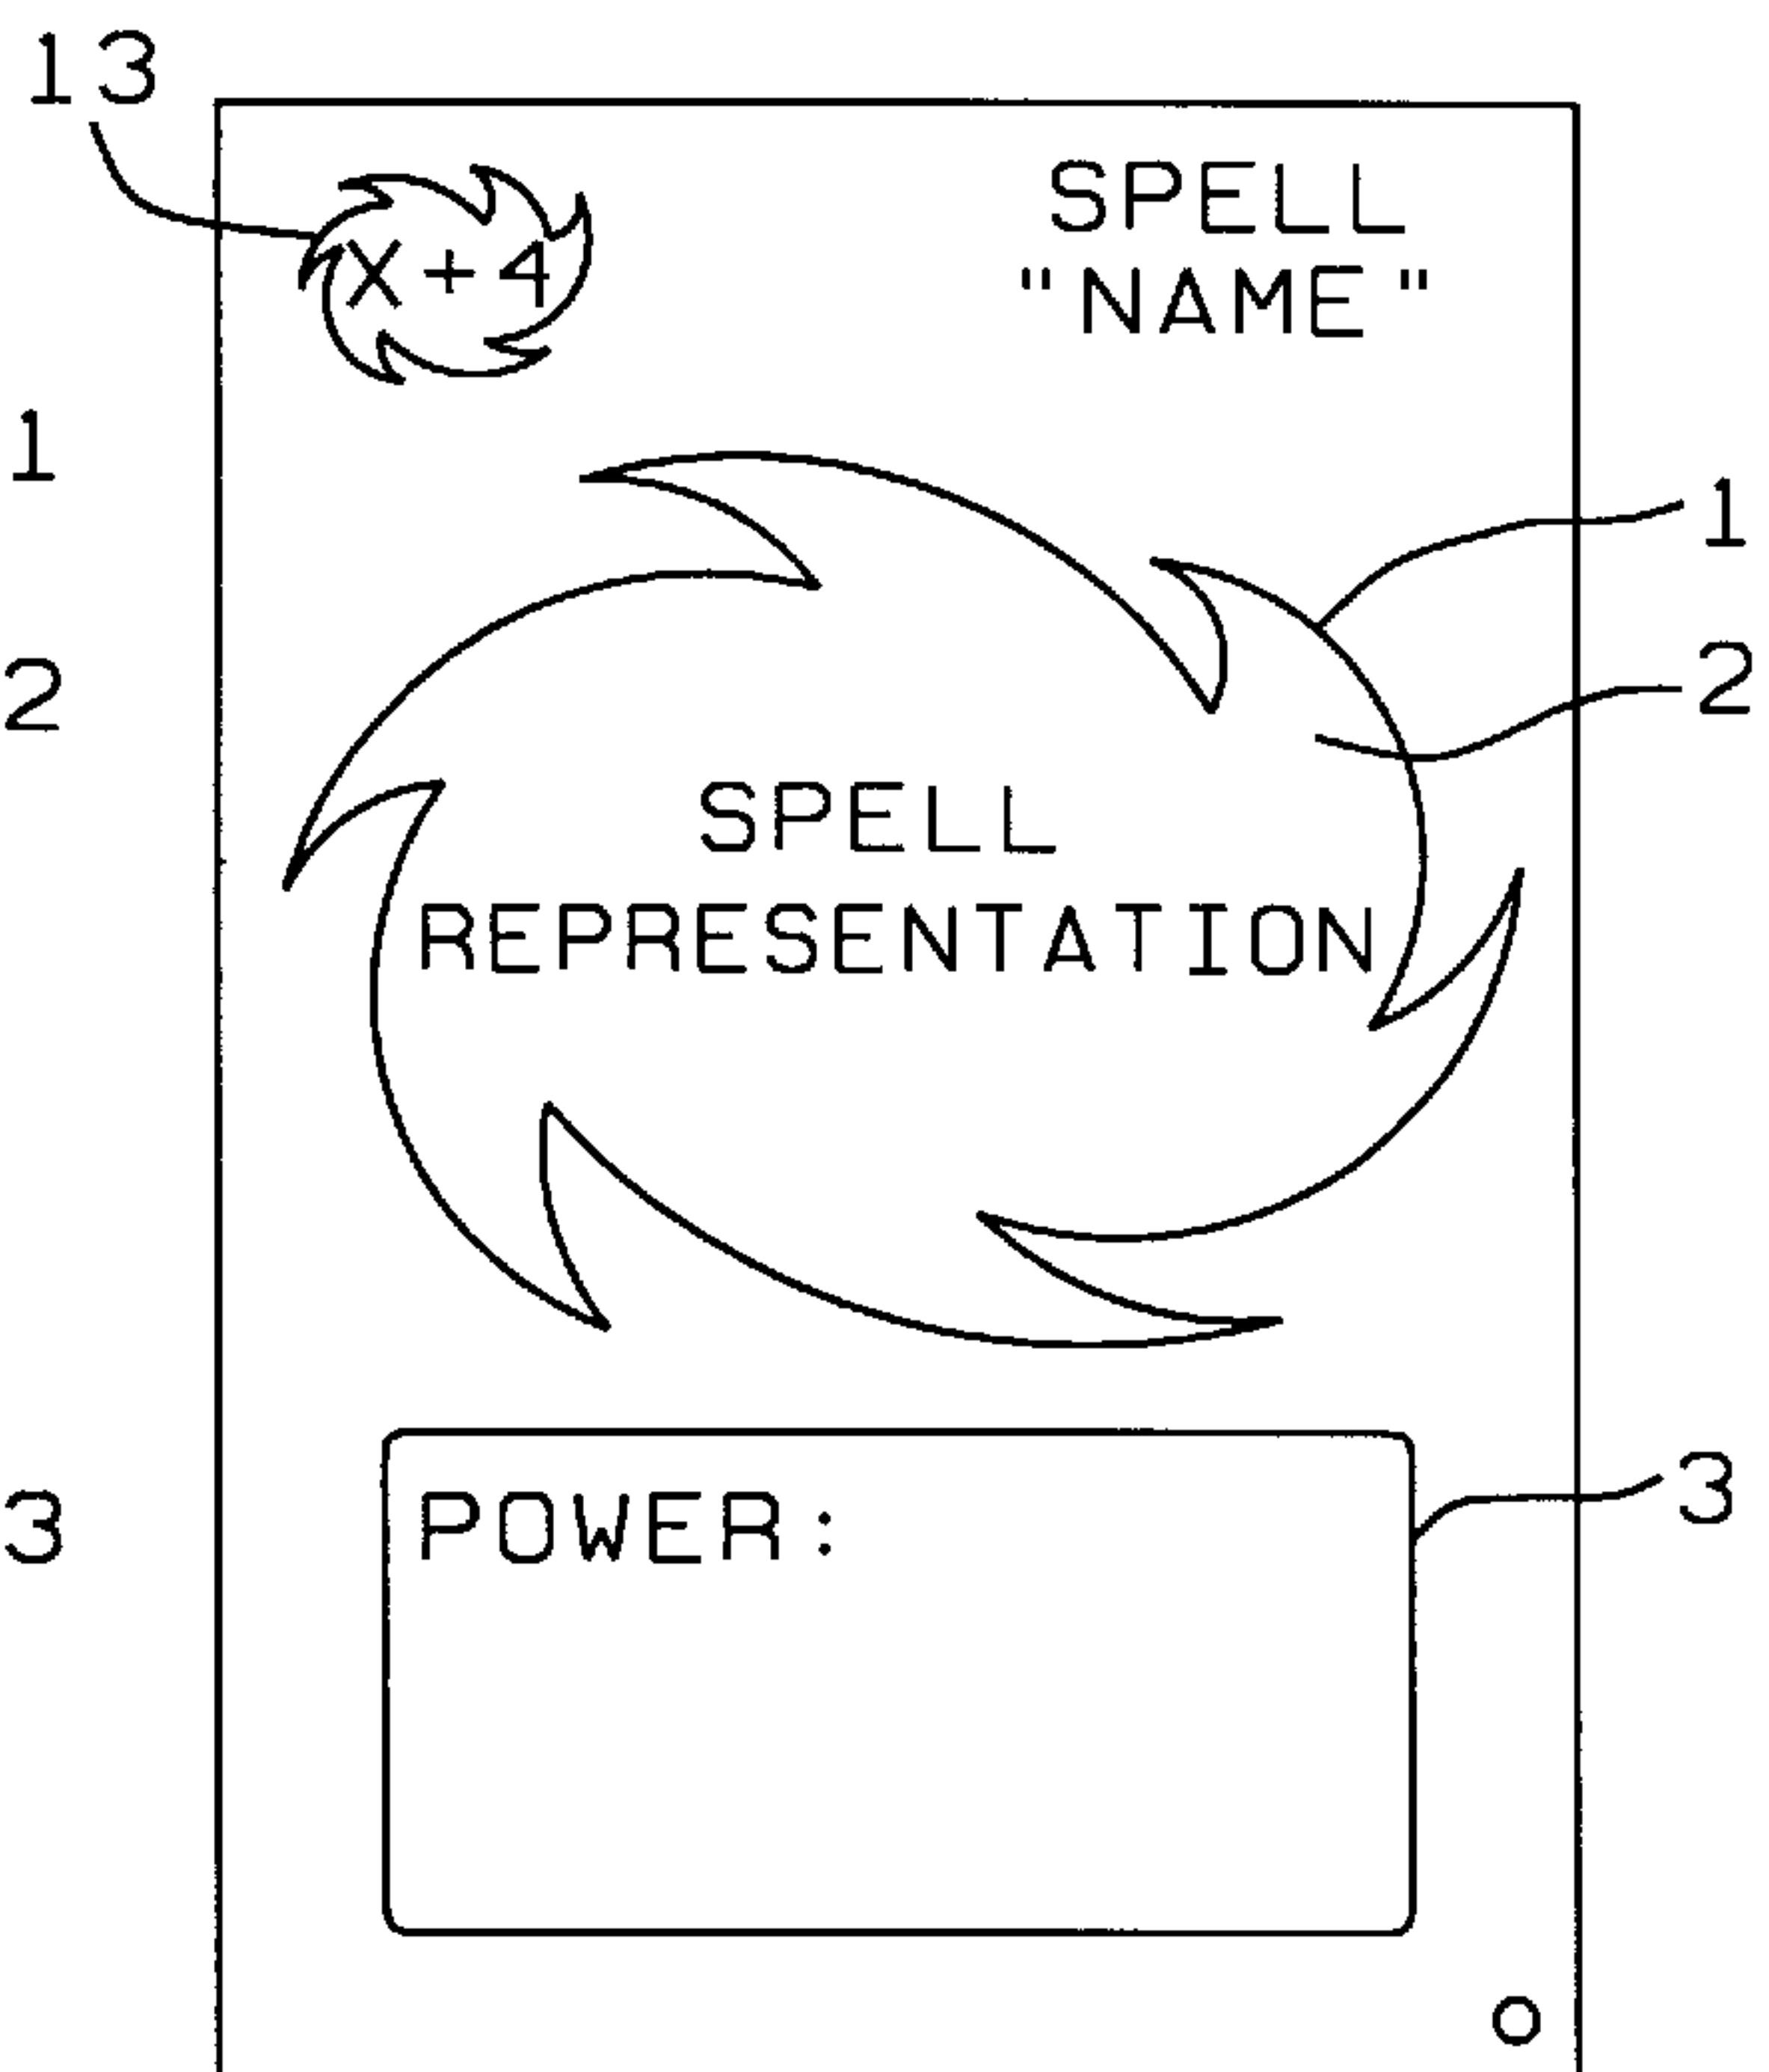 13
SPELL
"NAME"
X+4
1
1
2
2
SPELL
REPRESENTATION
3
POWER:
3